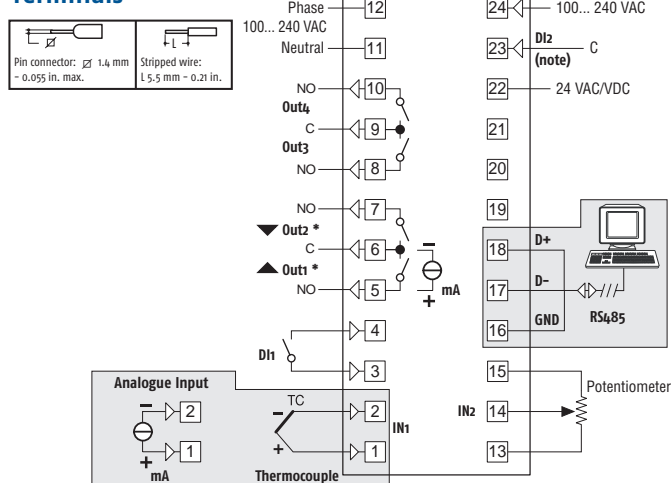 Terminals
Pin connector: ⌀ 1.4 mm
- 0.055 in. max.
Stripped wire:
L 5.5 mm - 0.21 in.
L
Phase
12
100... 240 VAC
Neutral
11
NO
10
Out4
C
9
Out3
NO
8
NO
7
▼ Out2 *
C
6
▲ Out1 *
NO
5
mA
− +
4
DI1
3
TC
−
2
IN1
+
1
Thermocouple
Analogue Input
−
2
1
+
mA
24
100... 240 VAC
23
DI2
(note)
C
22
24 VAC/VDC
21
20
19
18
D+
17
D-
16
GND
RS485
15
Potentiometer
IN2
14
13